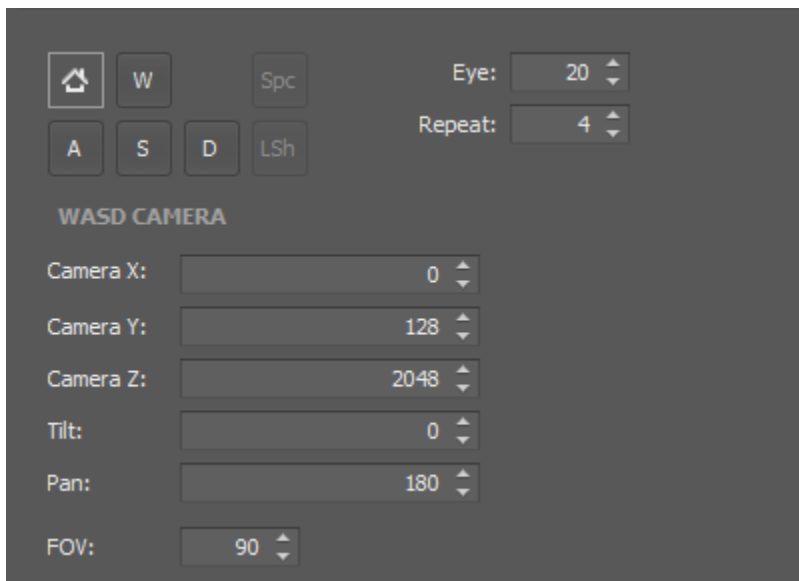 W Spc Eye: 20
Repeat: 4
A S D LSh
WASD CAMERA
Camera X: 0
Camera Y: 128
Camera Z: 2048
Tilt: 0
Pan: 180
FOV: 90